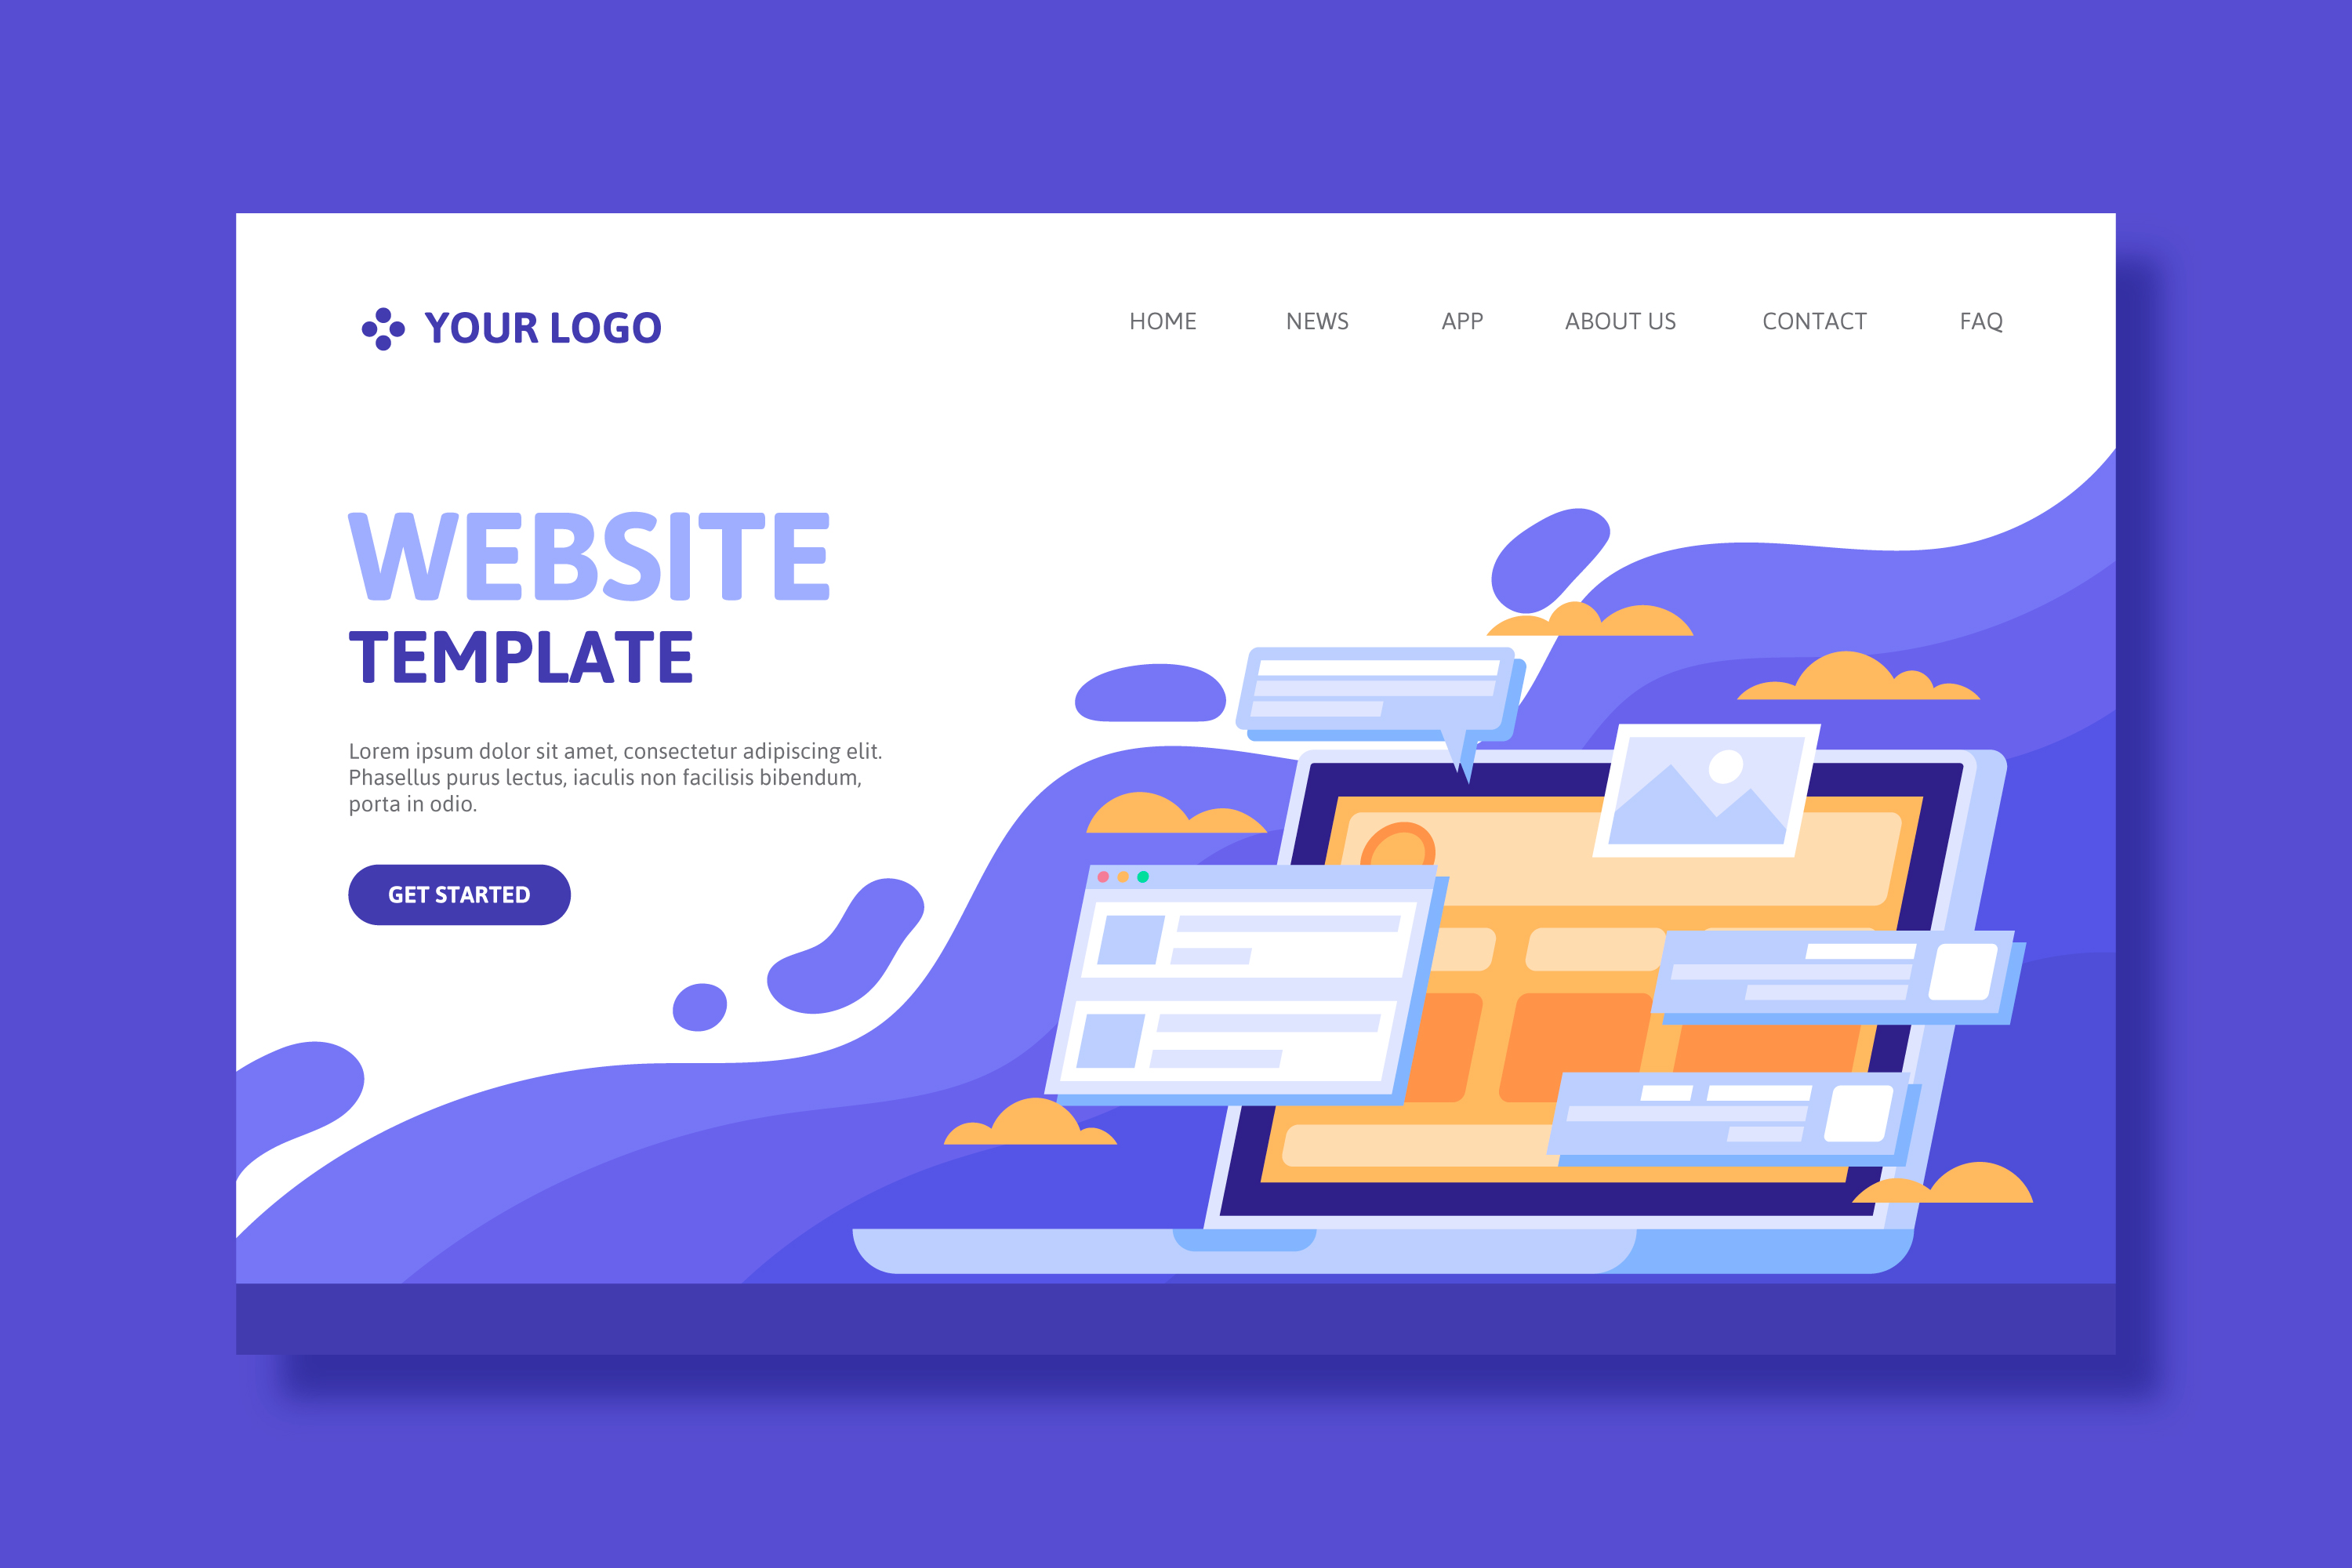 YOUR LOGO
HOME NEWS APP ABOUT US CONTACT FAQ
WEBSITE
TEMPLATE
Lorem ipsum dolor sit amet, consectetur adipiscing elit.
Phasellus purus lectus, iaculis non facilisis bibendum,
porta in odio.
GET STARTED